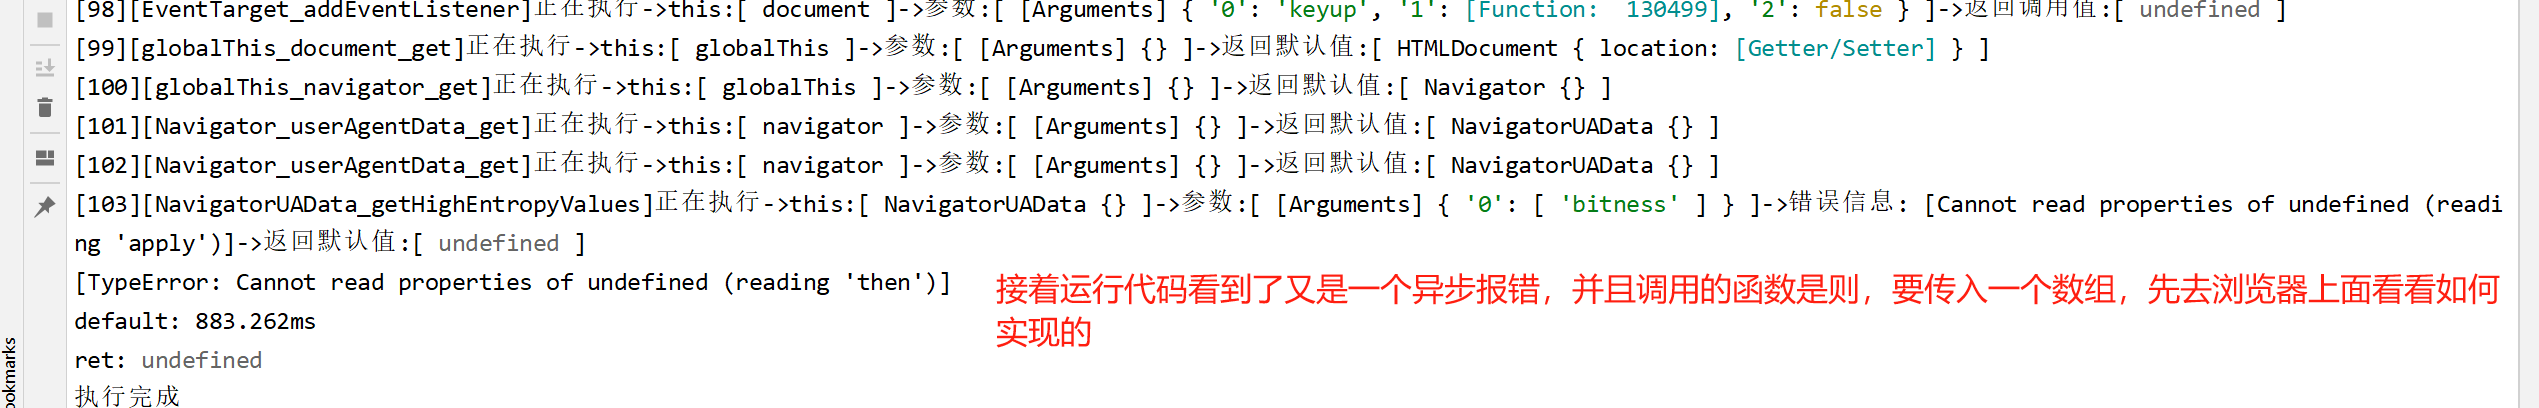 [98][EventTarget_addEventListener]正在执行->this:[ document ]->参数:[ [Arguments] { '0': 'keyup', '1': [Function: 130499], '2': false } ]->返回调用值:[ undefined ]
[99][globalThis_document_get]正在执行->this:[ globalThis ]->参数:[ [Arguments] {} ]->返回默认值:[ HTMLDocument { location: [Getter/Setter] } ]
[100][globalThis_navigator_get]正在执行->this:[ globalThis ]->参数:[ [Arguments] {} ]->返回默认值:[ Navigator {} ]
[101][Navigator_userAgentData_get]正在执行->this:[ navigator ]->参数:[ [Arguments] {} ]->返回默认值:[ NavigatorUAData {} ]
[102][Navigator_userAgentData_get]正在执行->this:[ navigator ]->参数:[ [Arguments] {} ]->返回默认值:[ NavigatorUAData {} ]
[103][NavigatorUAData_getHighEntropyValues]正在执行->this:[ NavigatorUAData {} ]->参数:[ [Arguments] { '0': [ 'bitness' ] } ]->错误信息: [Cannot read properties of undefined (readi
ng 'apply')]->返回默认值:[ undefined ]
[TypeError: Cannot read properties of undefined (reading 'then')]
接着运行代码看到了又是一个异步报错，并且调用的函数是则，要传入一个数组，先去浏览器上面看看如何
实现的
default: 883.262ms
ret: undefined
执行完成
ookmarks